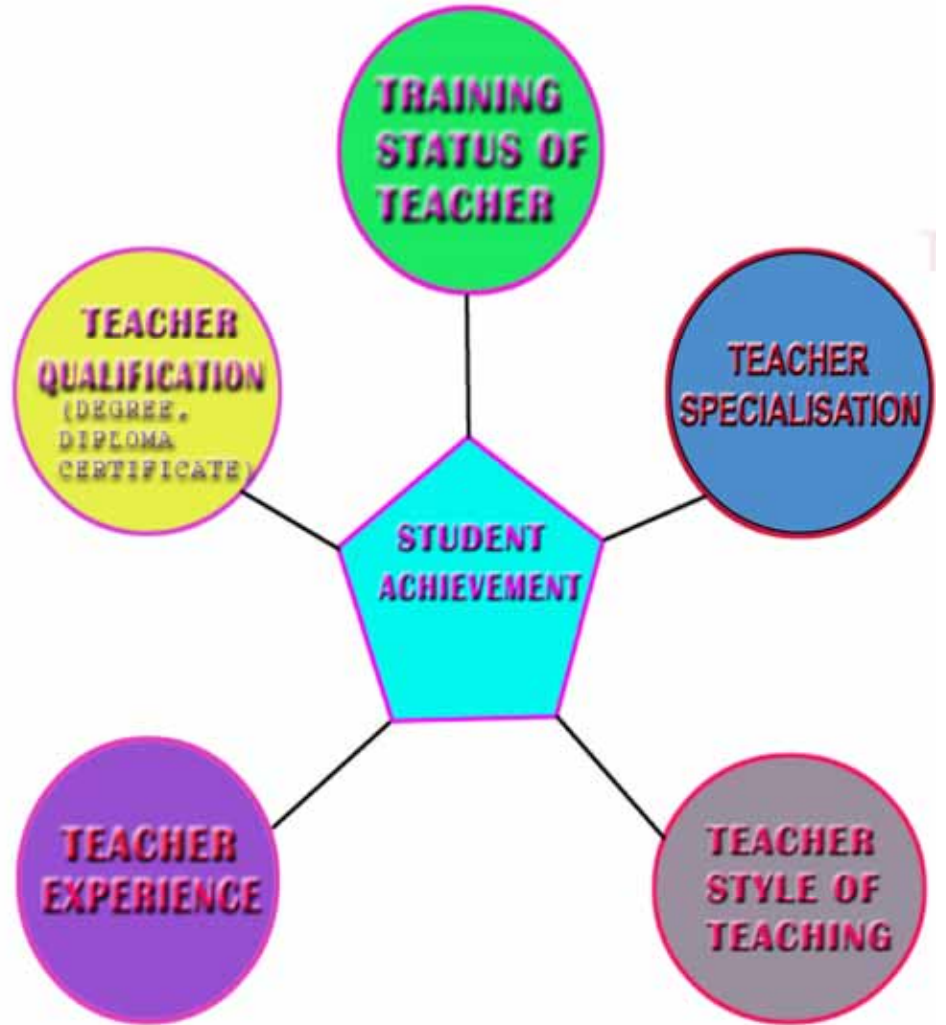 TRAINING
STATUS OF
TEACHER
TEACHER
QUALIFICATION
(DEGREE,
DIPLOMA
CERTIFICATE)
TEACHER
SPECIALISATION
STUDENT
ACHIEVEMENT
TEACHER
EXPERIENCE
TEACHER
STYLE OF
TEACHING